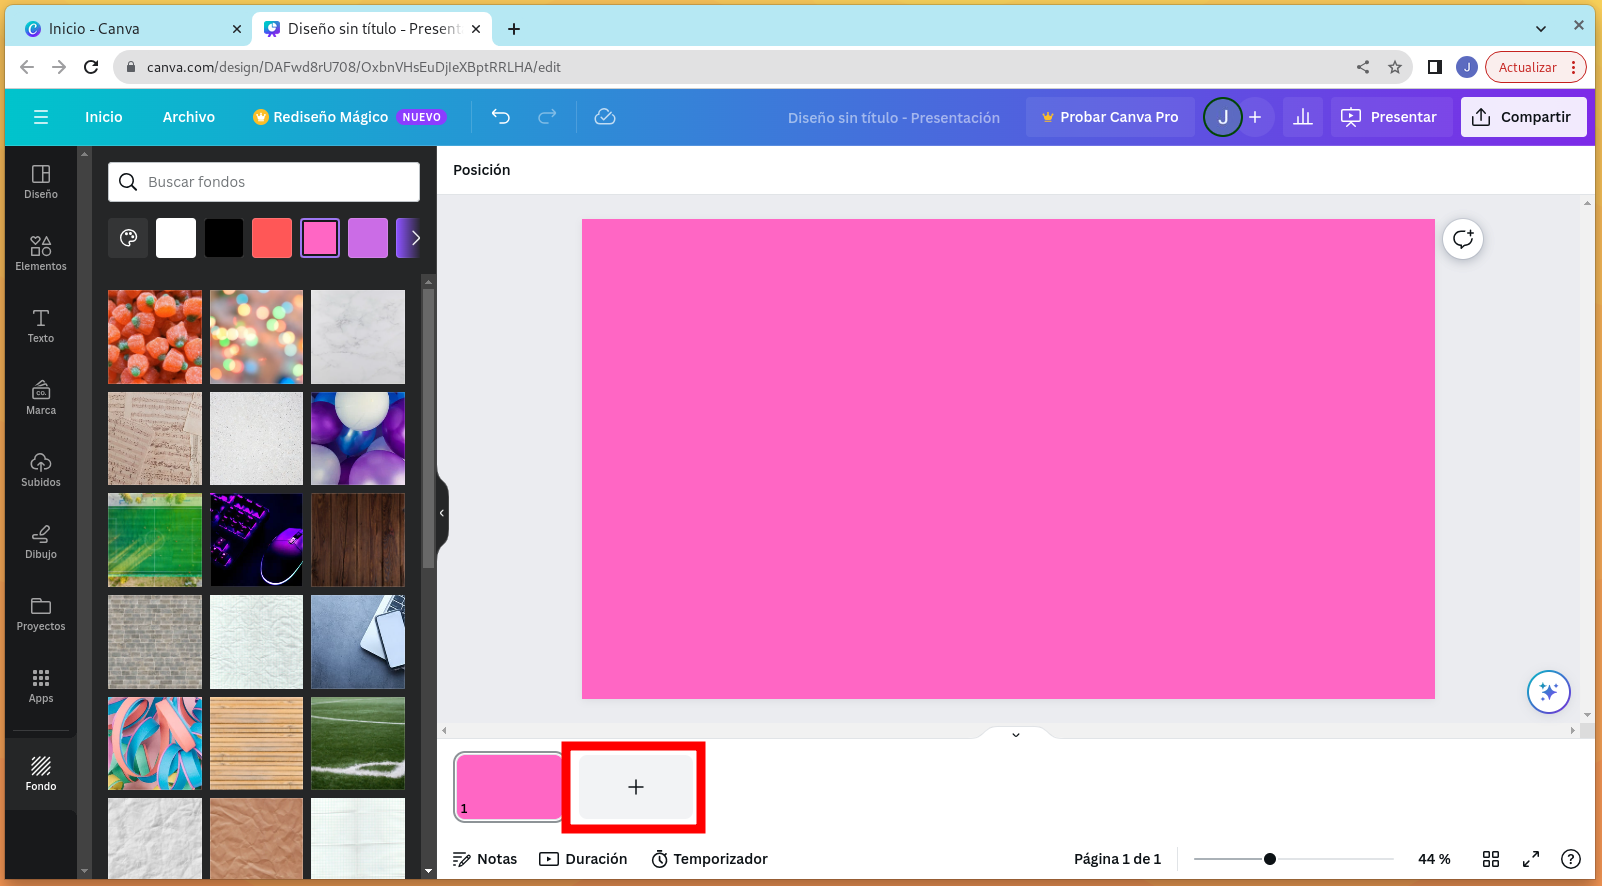 Inicio - Canva
Diseño sin título - Present
canva.com/design/DAFwd8rU708/OxbnVHsEuDjIeXBptRRLHA/edit
J
Actualizar
Inicio
Archivo
Rediseño Mágico
NUEVO
Diseño sin título - Presentación
Probar Canva Pro
J
Presentar
Compartir
Diseño
Elementos
Texto
CO.
Marca
Subidos
Dibujo
Proyectos
Apps
Fondo
Buscar fondos
Posición
1
Notas
Duración
Temporizador
Página 1 de 1
44 %